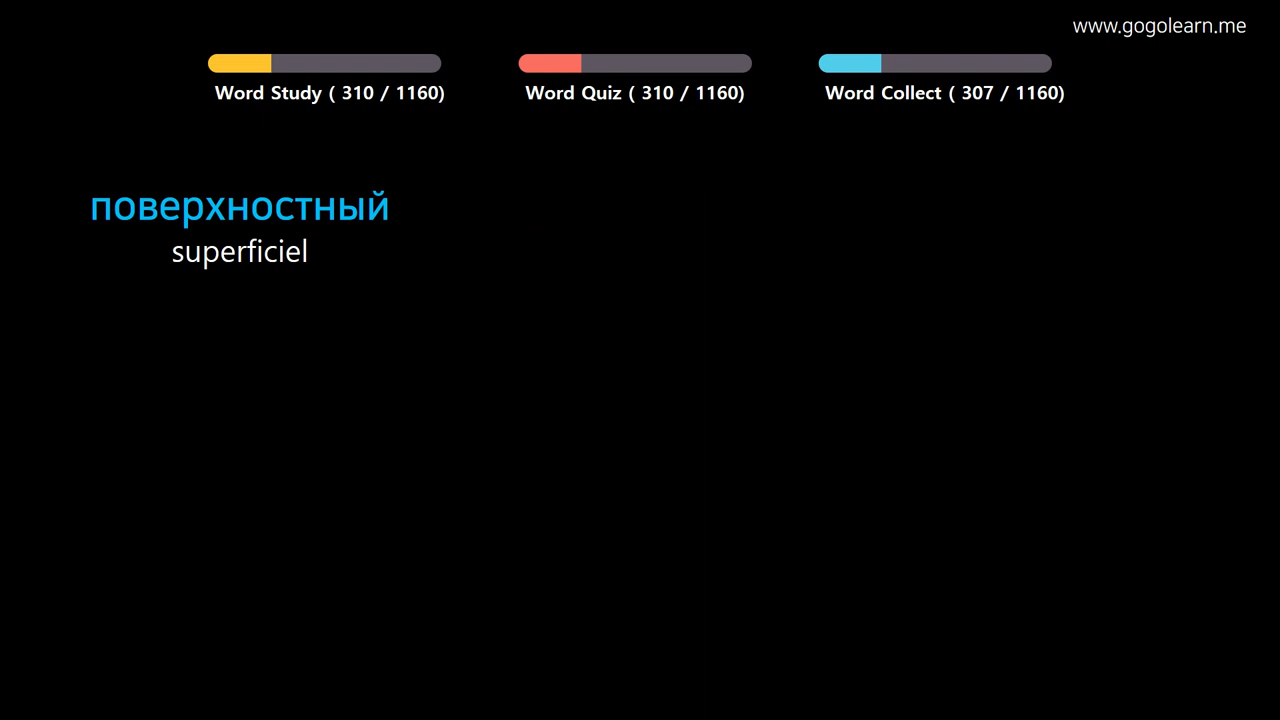 www.gogolearn.me
Word Study ( 310 / 1160)
Word Quiz ( 310 / 1160)
Word Collect ( 307 / 1160)
поверхностный
superficiel